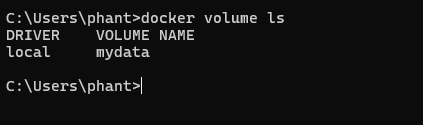 C:\Users\phant>docker volume ls
DRIVER    VOLUME NAME
local     mydata
C:\Users\phant>